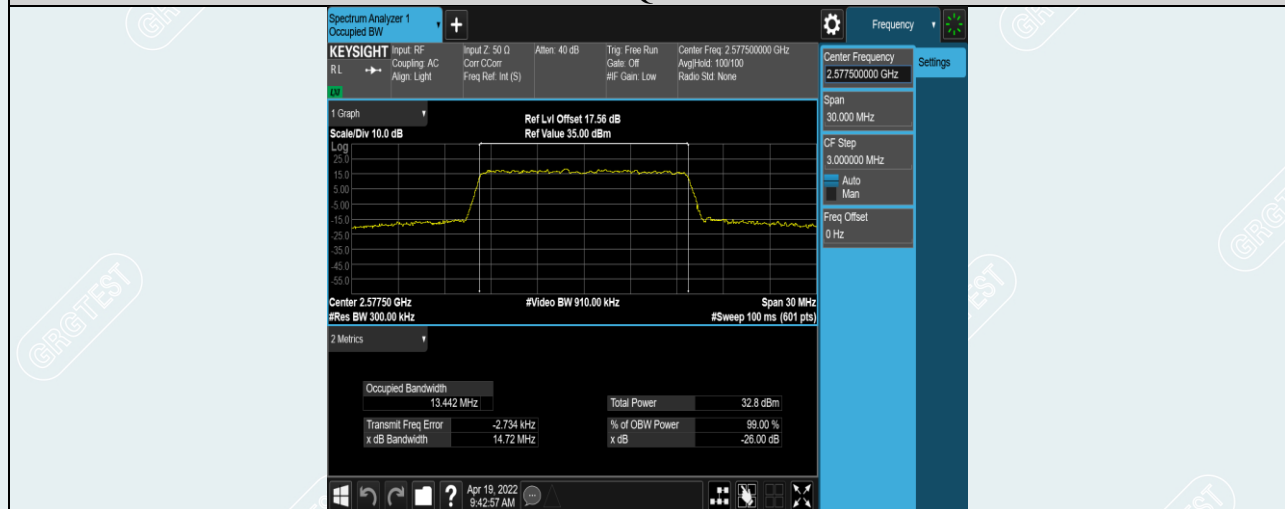 Spectrum Analyzer 1
Occupied BW
+
Frequency
KEYSIGHT
RL
LXI
Input: RF
Coupling: AC
Align: Light
Input Z: 50 Ω
Corr CCorr
Freq Ref: Int (S)
Atten: 40 dB
Trig: Free Run
Gate: Off
#IF Gain: Low
Center Freq: 2.577500000 GHz
Avg|Hold: 100/100
Radio Std: None
Center Frequency
2.577500000 GHz
Settings
Span
30.000 MHz
CF Step
3.000000 MHz
Auto
Man
Freq Offset
0 Hz
1 Graph
Scale/Div 10.0 dB
Ref Lvl Offset 17.56 dB
Ref Value 35.00 dBm
Log
25.0
15.0
5.00
-5.00
-15.0
-25.0
-35.0
-45.0
-55.0
Center 2.57750 GHz
#Video BW 910.00 kHz
Span 30 MHz
#Res BW 300.00 kHz
#Sweep 100 ms (601 pts)
2 Metrics
Occupied Bandwidth
13.442 MHz
Total Power 32.8 dBm
Transmit Freq Error -2.734 kHz
% of OBW Power 99.00 %
x dB Bandwidth 14.72 MHz
x dB -26.00 dB
?
Apr 19, 2022
9:42:57 AM
GRGTEST